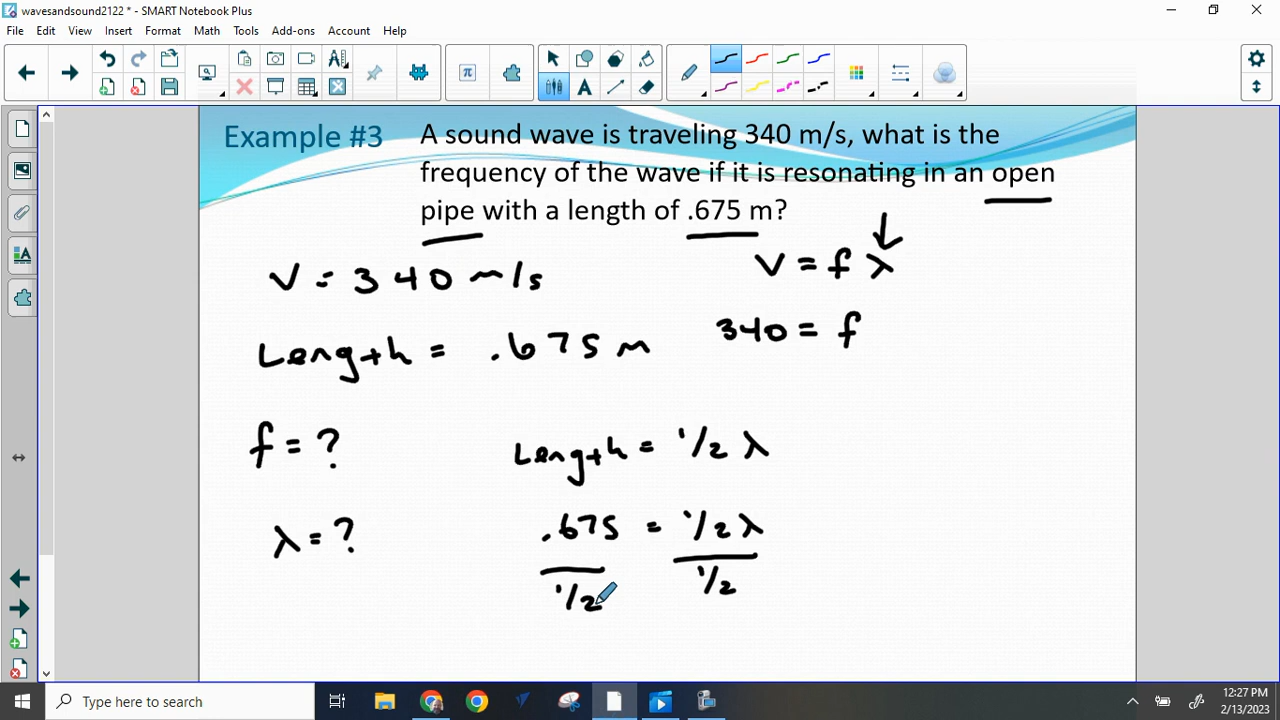 wavesandsound2122 * - SMART Notebook Plus
File Edit View Insert Format Math Tools Add-ons Account Help
Example #3
A sound wave is traveling 340 m/s, what is the
frequency of the wave if it is resonating in an open
pipe with a length of .675 m?
V = 340 m/s
V = f λ
Length = .675 m
340 = f
f = ?
Length = 1/2 λ
λ = ?
.675 = 1/2 λ
1/2 1/2
Type here to search
12:27 PM
2/13/2023